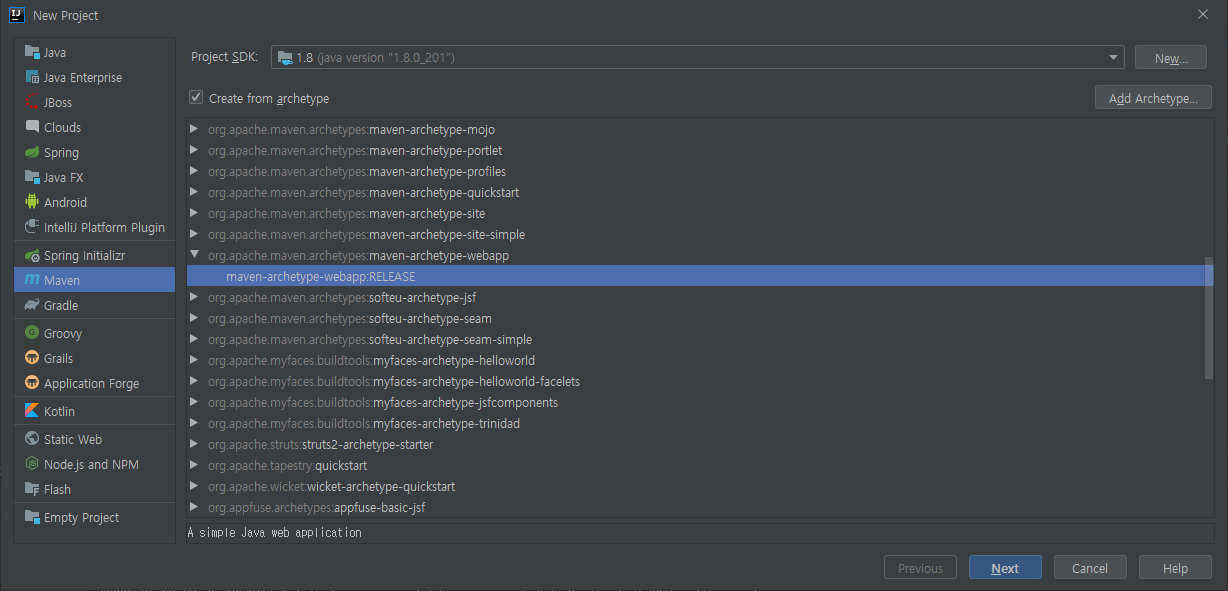 New Project
Java
Java Enterprise
JBoss
Clouds
Spring
Java FX
Android
IntelliJ Platform Plugin
Spring Initializr
Maven
Gradle
Groovy
Grails
Application Forge
Kotlin
Static Web
Node.js and NPM
Flash
Empty Project
Project SDK: 1.8 (java version "1.8.0_201") New...
Create from archetype Add Archetype...
org.apache.maven.archetypes:maven-archetype-mojo
org.apache.maven.archetypes:maven-archetype-portlet
org.apache.maven.archetypes:maven-archetype-profiles
org.apache.maven.archetypes:maven-archetype-quickstart
org.apache.maven.archetypes:maven-archetype-site
org.apache.maven.archetypes:maven-archetype-site-simple
org.apache.maven.archetypes:maven-archetype-webapp
maven-archetype-webapp:RELEASE
org.apache.maven.archetypes:softeu-archetype-jsf
org.apache.maven.archetypes:softeu-archetype-seam
org.apache.maven.archetypes:softeu-archetype-seam-simple
org.apache.myfaces.buildtools:myfaces-archetype-helloworld
org.apache.myfaces.buildtools:myfaces-archetype-helloworld-facelets
org.apache.myfaces.buildtools:myfaces-archetype-jsfcomponents
org.apache.myfaces.buildtools:myfaces-archetype-trinidad
org.apache.struts:struts2-archetype-starter
org.apache.tapestry:quickstart
org.apache.wicket:wicket-archetype-quickstart
org.appfuse.archetypes:appfuse-basic-jsf
A simple Java web application
Previous Next Cancel Help